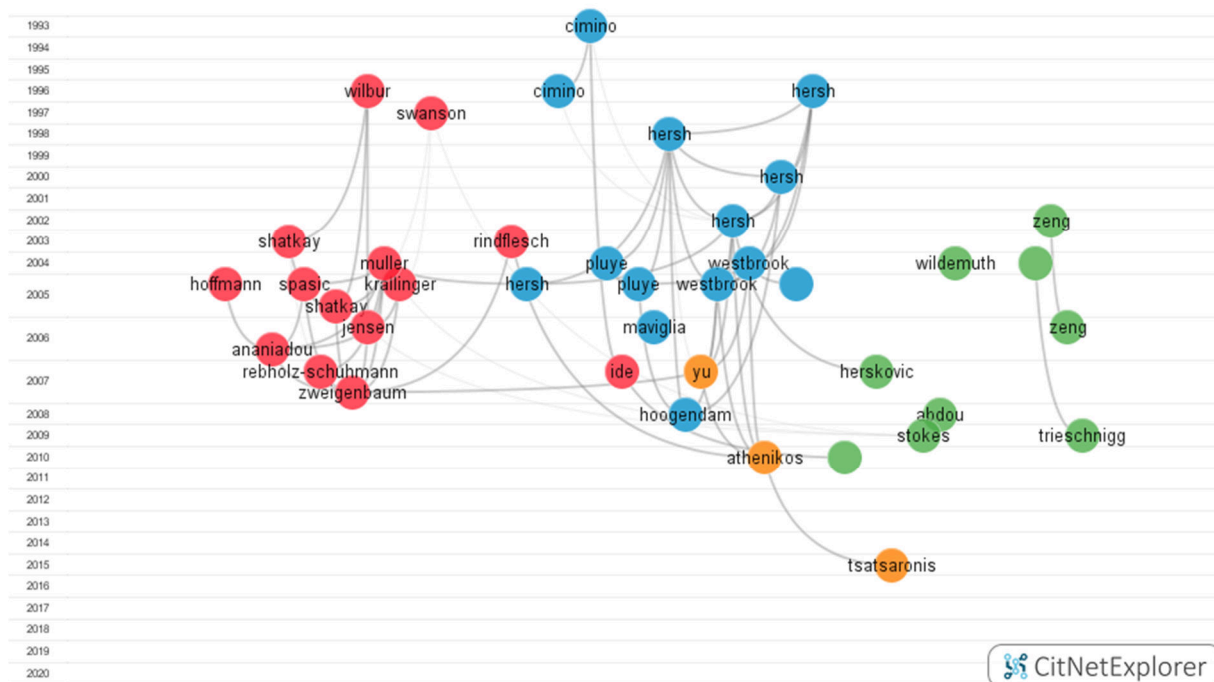 1993
cimino
1994
1995
1996
wilbur
cimino
hersh
1997
swanson
1998
hersh
1999
2000
hersh
2001
2002
hersh
zeng
2003
shatkay
rindflesch
2004
muller
pluye
westbrook
wildemuth
2005
hoffmann
spasic
krallinger
hersh
pluye
westbrook
shatkay
2006
jensen
maviglia
zeng
ananiadou
2007
rebholz-schuhmann
ide
yu
herskovic
zweigenbaum
2008
hoogendam
abdou
2009
stokes
trieschnigg
2010
athenikos
2011
2012
2013
2014
2015
tsatsaronis
2016
2017
2018
2019
2020
CitNetExplorer